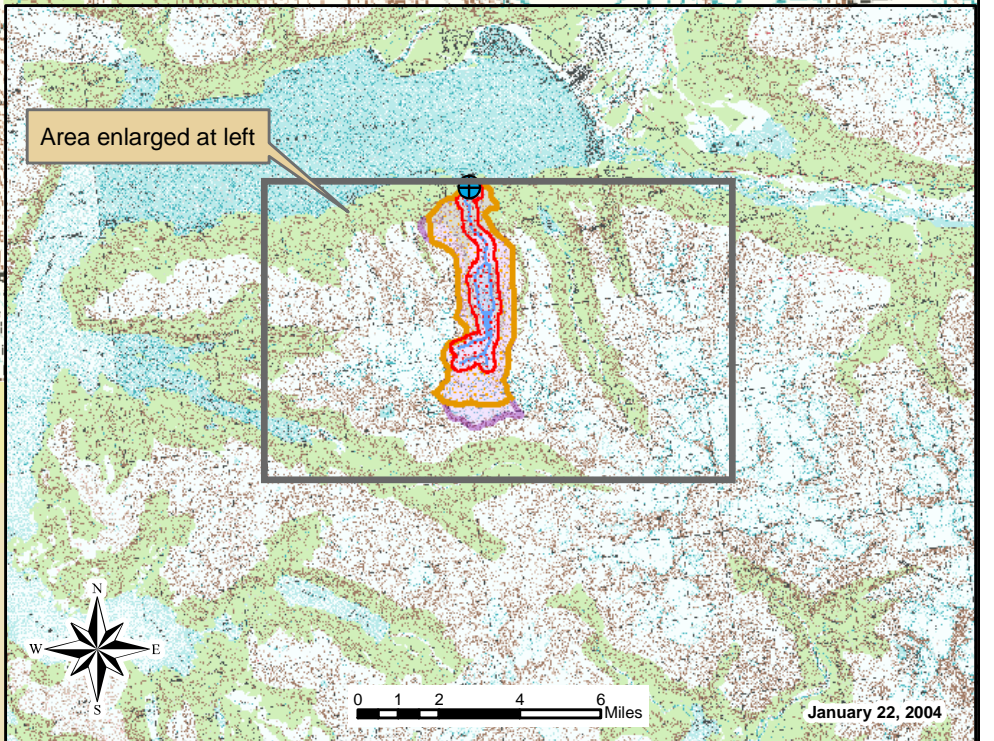 Area enlarged at left
N
W E
S
0 1 2 4 6
Miles
January 22, 2004